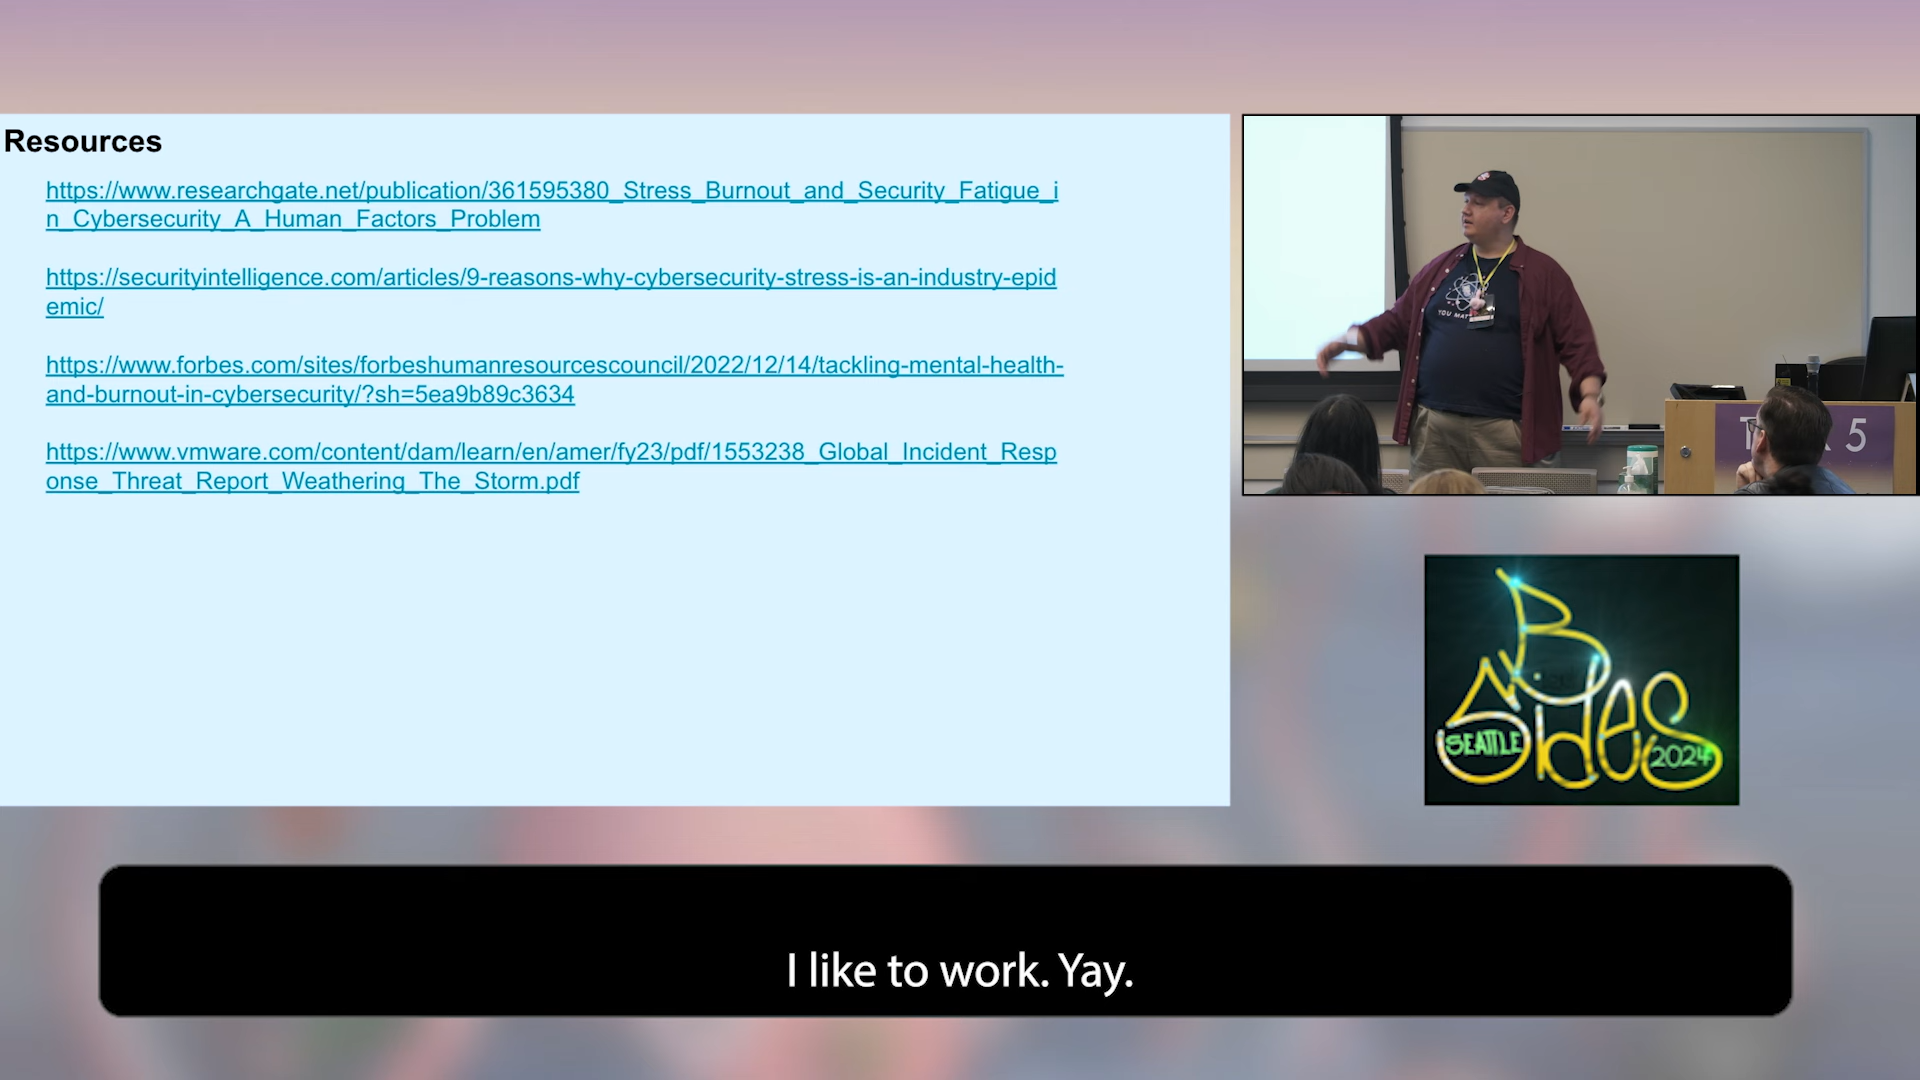 Resources
https://www.researchgate.net/publication/361595380_Stress_Burnout_and_Security_Fatigue_i
n_Cybersecurity_A_Human_Factors_Problem
https://securityintelligence.com/articles/9-reasons-why-cybersecurity-stress-is-an-industry-epid
emic/
https://www.forbes.com/sites/forbeshumanresourcescouncil/2022/12/14/tackling-mental-health-
and-burnout-in-cybersecurity/?sh=5ea9b89c3634
https://www.vmware.com/content/dam/learn/en/amer/fy23/pdf/1553238_Global_Incident_Resp
onse_Threat_Report_Weathering_The_Storm.pdf
YOU
5
BSides
SEATTLE
2024
I like to work. Yay.